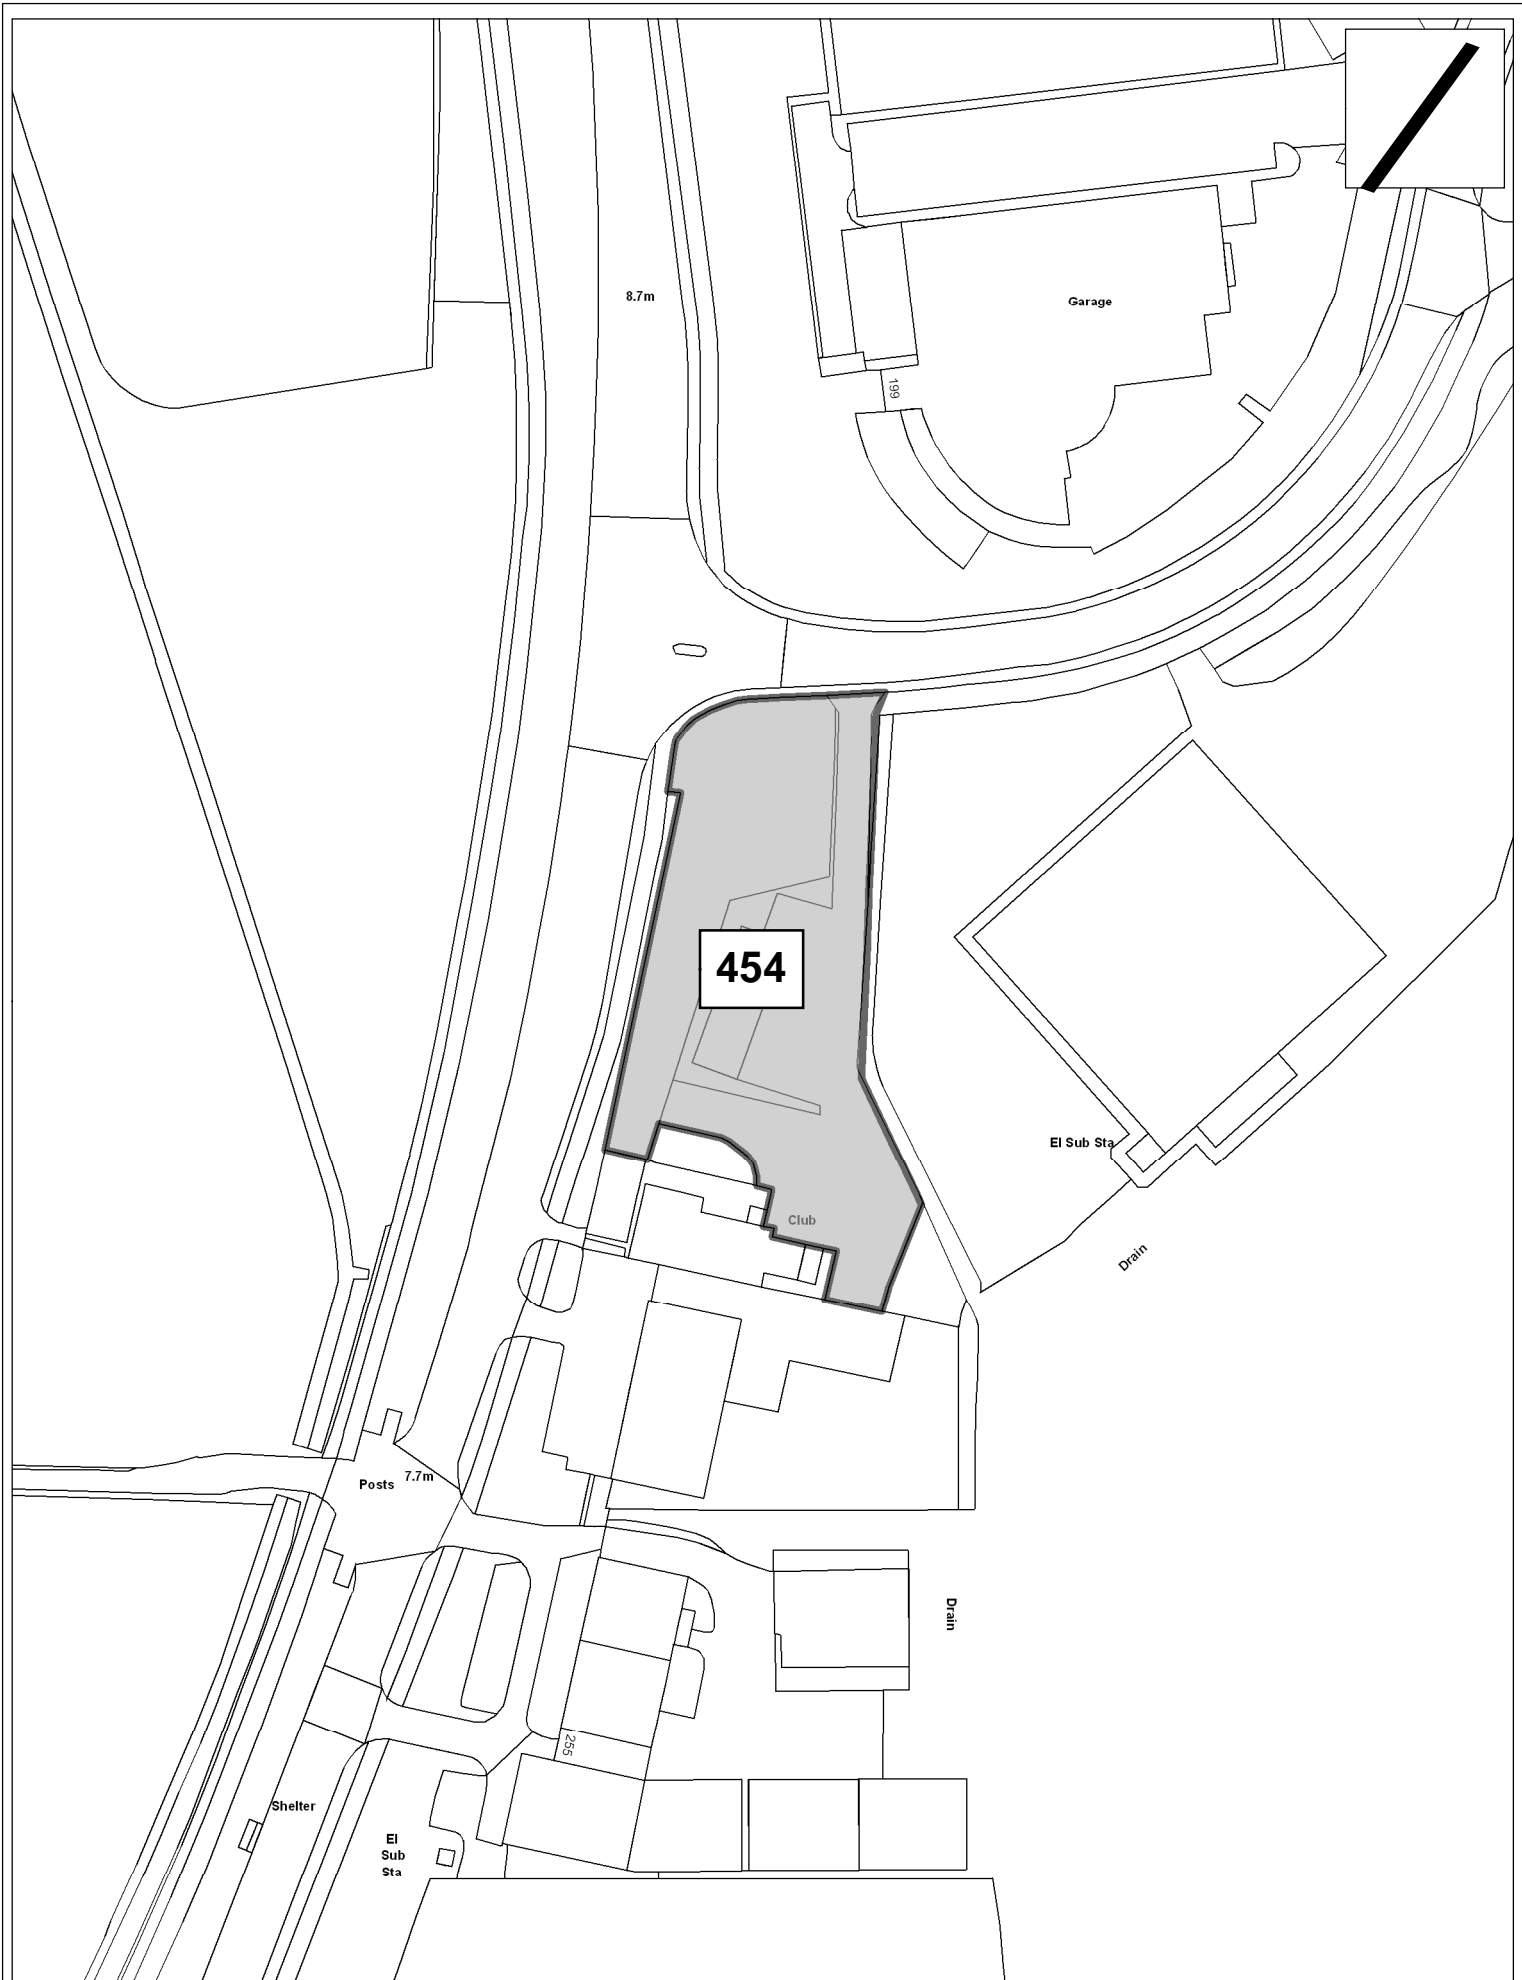 8.7m
Garage
199
454
El Sub Sta
Club
Drain
Posts
7.7m
Drain
255
Shelter
El
Sub
Sta